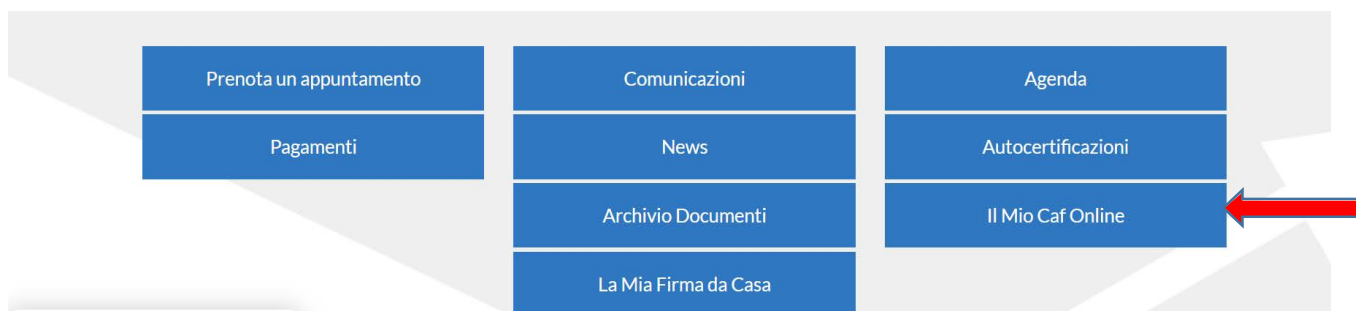 Prenota un appuntamento
Comunicazioni
Agenda
Pagamenti
News
Autocertificazioni
Archivio Documenti
Il Mio Caf Online
La Mia Firma da Casa